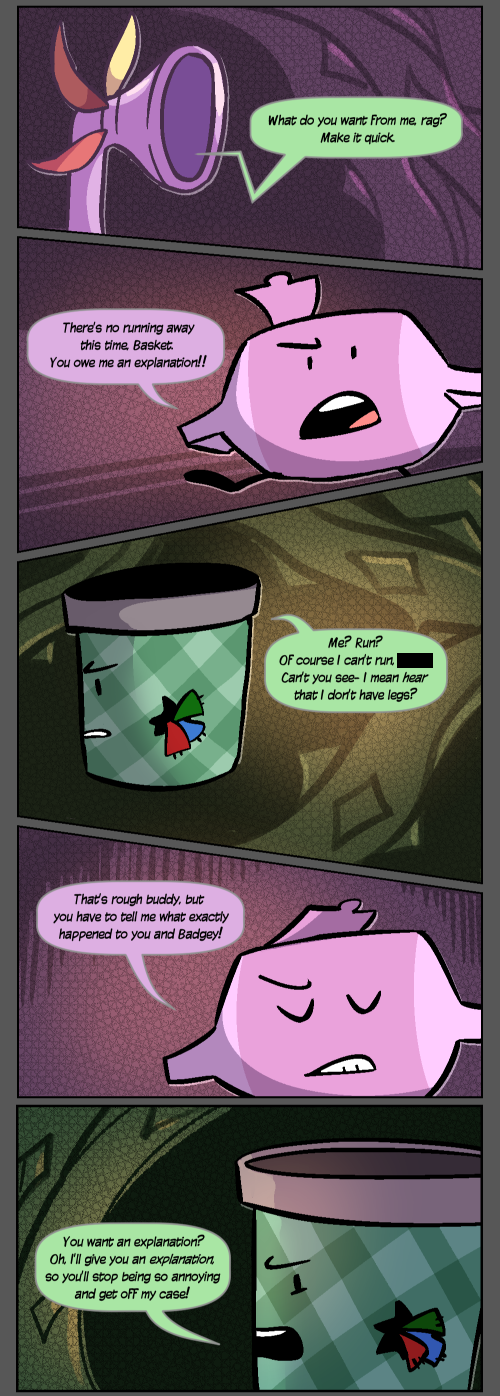 What do you want from me, rag?
Make it quick.
There's no running away
this time, Basket.
You owe me an explanation!!
Me? Run?
Of course I can't run,
Can't you see- I mean hear
that I don't have legs?
That's rough buddy, but
you have to tell me what exactly
happened to you and Badgey!
You want an explanation?
Oh, I'll give you an explanation,
so you'll stop being so annoying
and get off my case!